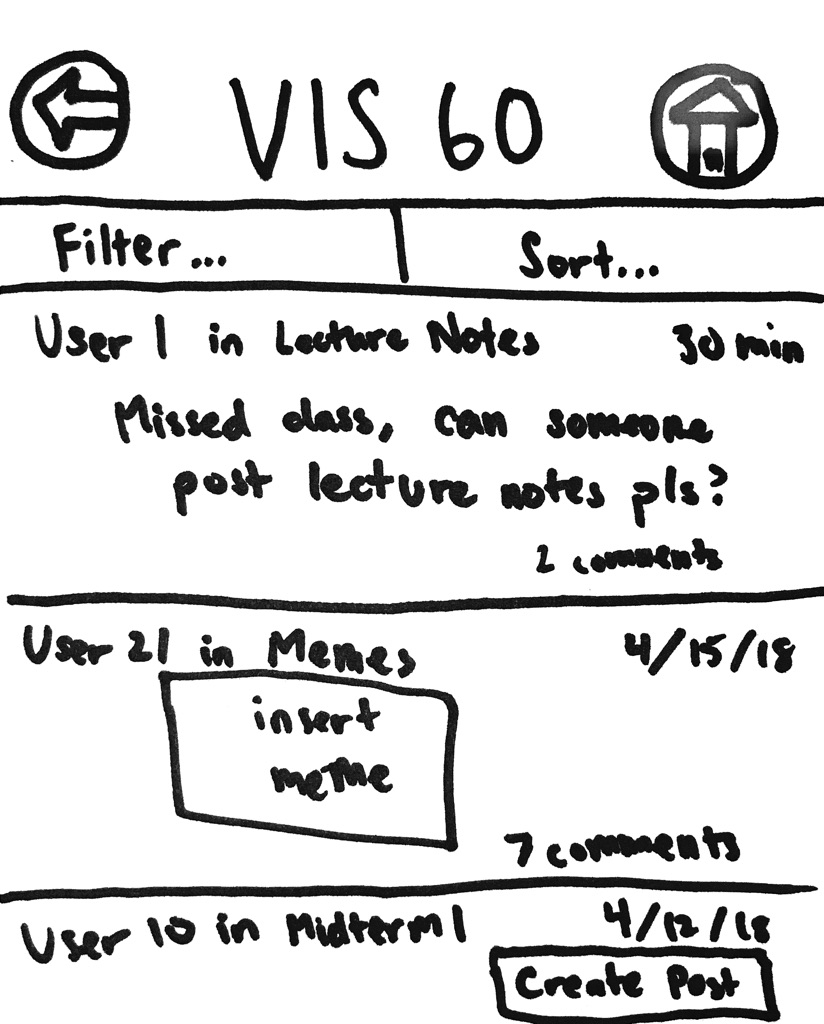 VIS 60
Filter... Sort...
User 1 in Lecture Notes 30 min
Missed class, can someone
post lecture notes pls?
2 comments
User 21 in Memes 4/15/18
insert
meme
7 comments
User 10 in Midterm 1 4/12/18
Create Post